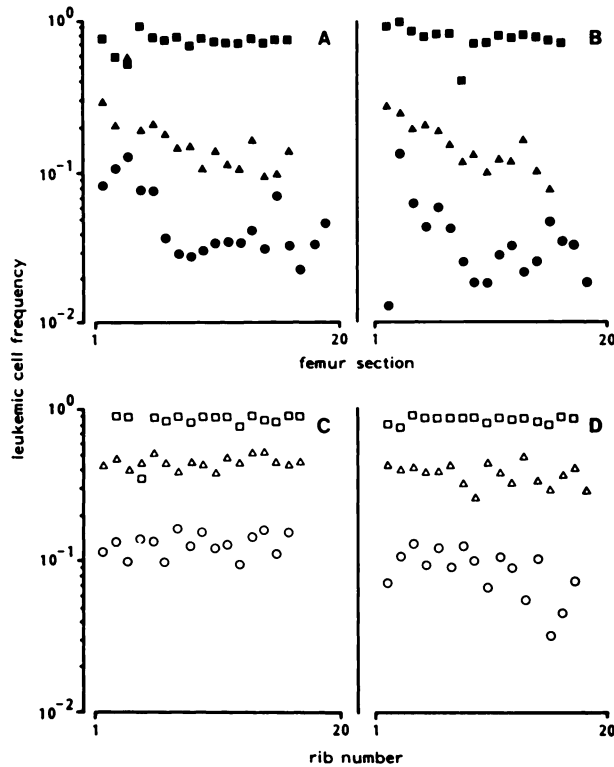 leukemic cell frequency
10⁰
10⁻¹
10⁻²
A
B
1
20
1
20
femur section
10⁰
10⁻¹
10⁻²
C
D
1
20
1
20
rib number